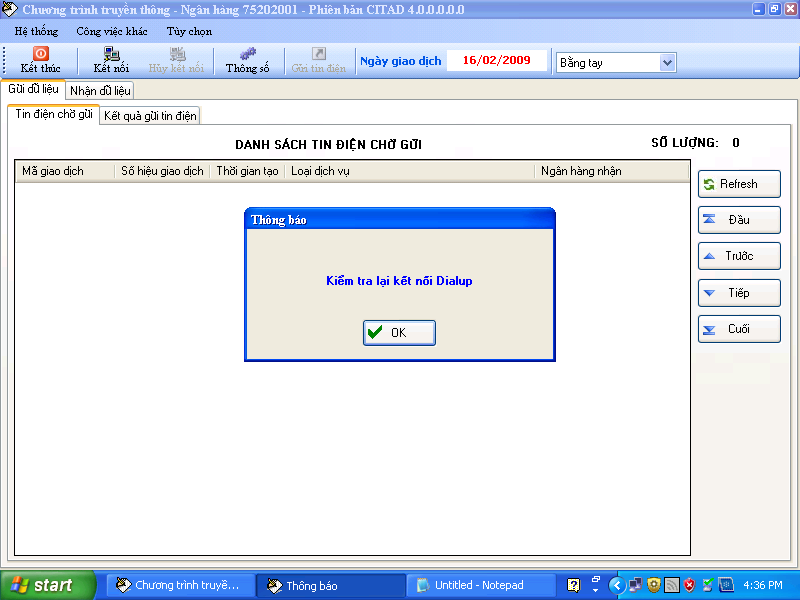 Chương trình truyền thông - Ngân hàng 75202001 - Phiên bản CITAD 4.0.0.0.0.0
Hệ thống Công việc khác Tùy chọn
Kết thúc Kết nối Hủy kết nối Thông số Gửi tin điện Ngày giao dịch 16/02/2009 Bằng tay
Gửi dữ liệu Nhận dữ liệu
Tin điện chờ gửi Kết quả gửi tin điện
DANH SÁCH TIN ĐIỆN CHỜ GỬI SỐ LƯỢNG: 0
Mã giao dịch Số hiệu giao dịch Thời gian tạo Loại dịch vụ Ngân hàng nhận
Refresh
Đầu
Trước
Tiếp
Cuối
Thông báo
Kiểm tra lại kết nối Dialup
OK
start Chương trình truyề... Thông báo Untitled - Notepad 4:36 PM